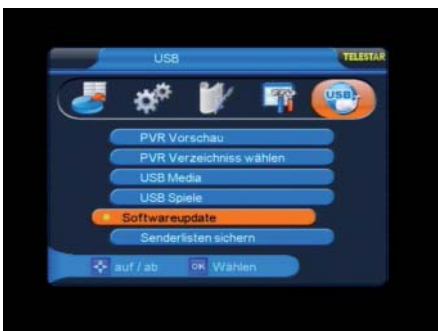 USB
TELESTAR
USB
PVR Vorschau
PVR Verzeichniss wählen
USB Media
USB Spiele
Softwareupdate
Senderlisten sichern
auf / ab OK Wählen